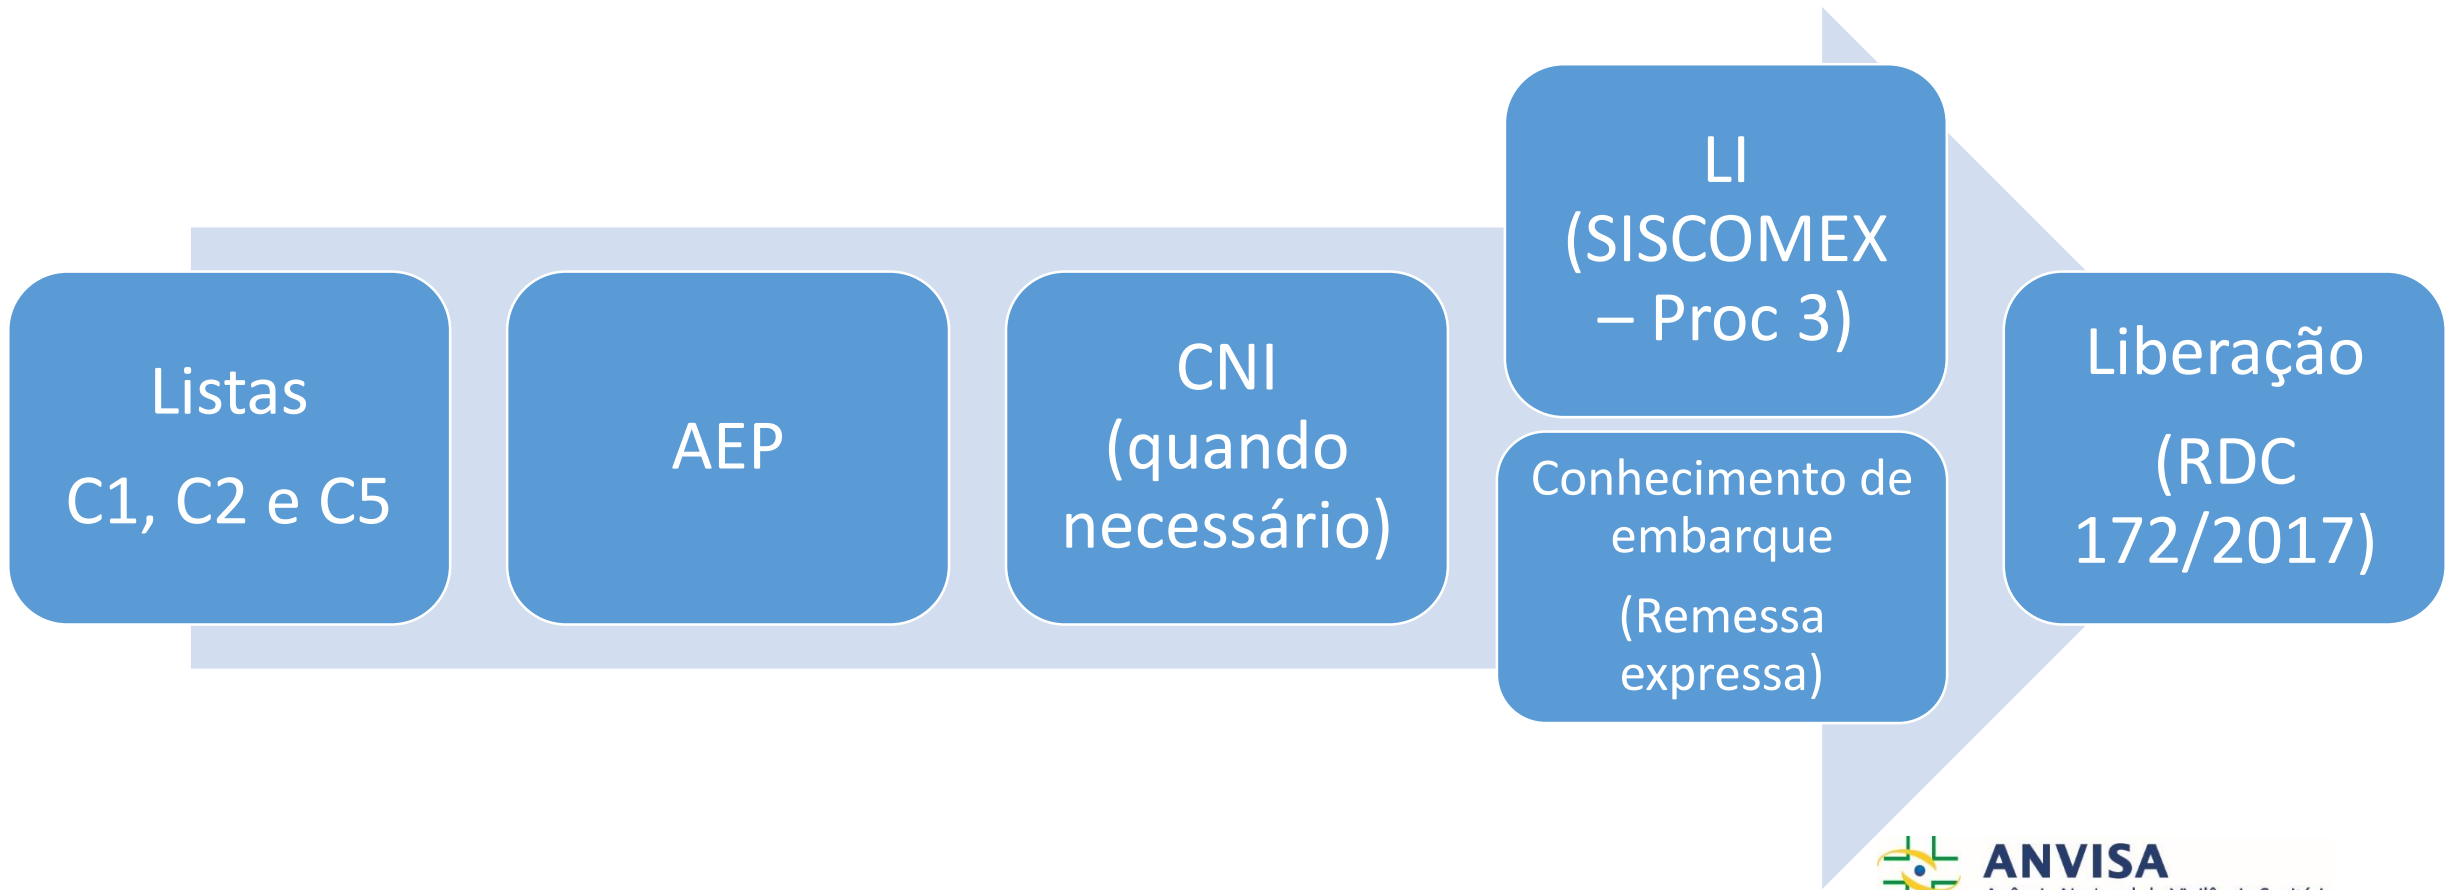 Listas
C1, C2 e C5
AEP
CNI
(quando
necessário)
LI
(SISCOMEX
– Proc 3)
Conhecimento de
embarque
(Remessa
expressa)
Liberação
(RDC
172/2017)
ANVISA